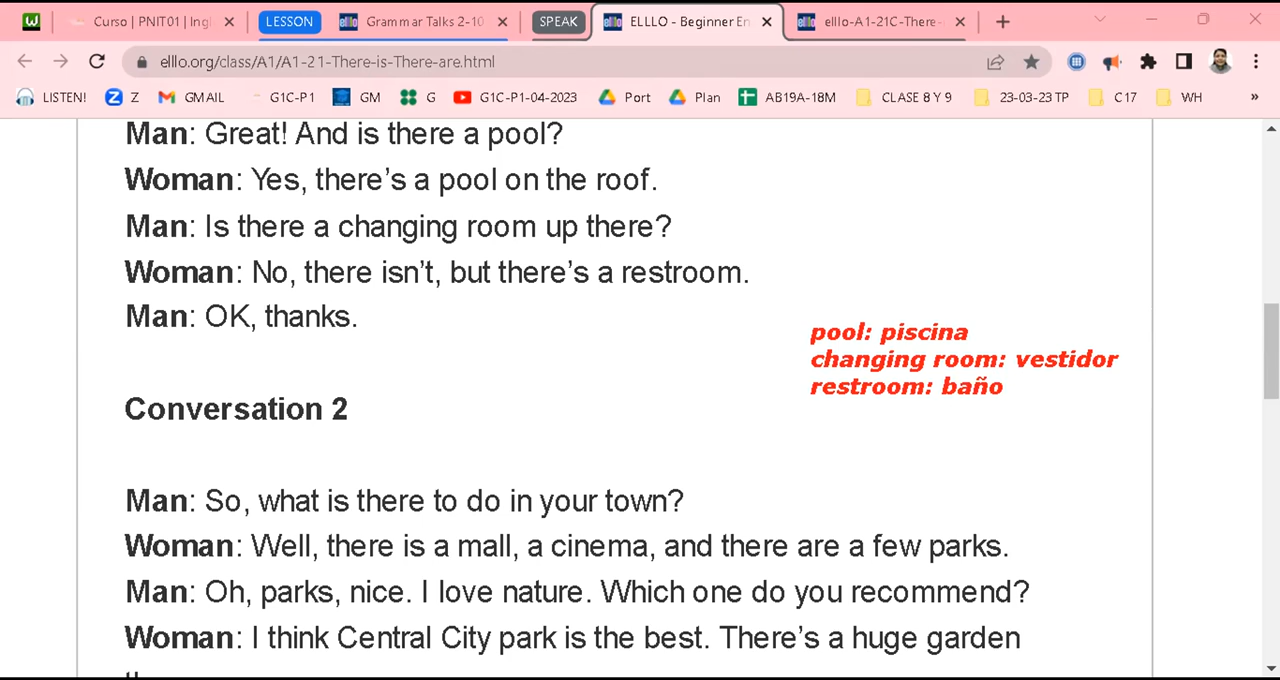 Curso | PNIT01 | Ingl
LESSON
Grammar Talks 2-10
SPEAK
ELLLO - Beginner En
elllo-A1-21C-There-
elllo.org/class/A1/A1-21-There-is-There-are.html
LISTEN! Z GMAIL G1C-P1 GM G G1C-P1-04-2023 Port Plan AB19A-18M CLASE 8 Y 9 23-03-23 TP C17 WH »
Man: Great! And is there a pool?
Woman: Yes, there’s a pool on the roof.
Man: Is there a changing room up there?
Woman: No, there isn’t, but there’s a restroom.
Man: OK, thanks.
pool: piscina
changing room: vestidor
restroom: baño
Conversation 2
Man: So, what is there to do in your town?
Woman: Well, there is a mall, a cinema, and there are a few parks.
Man: Oh, parks, nice. I love nature. Which one do you recommend?
Woman: I think Central City park is the best. There’s a huge garden